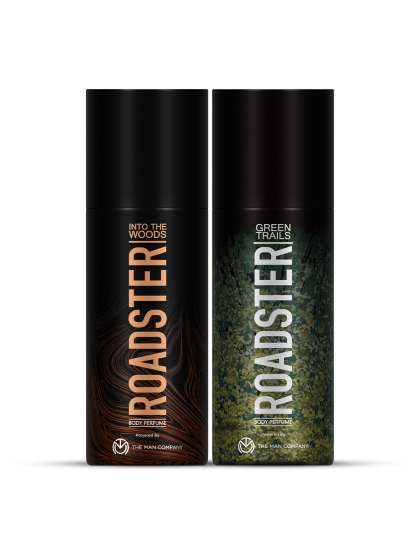 INTO THE
WOODS
ROADSTER
BODY PERFUME
Powered By
THE MAN COMPANY
GREEN
TRAILS
ROADSTER
BODY PERFUME
Powered By
THE MAN COMPANY